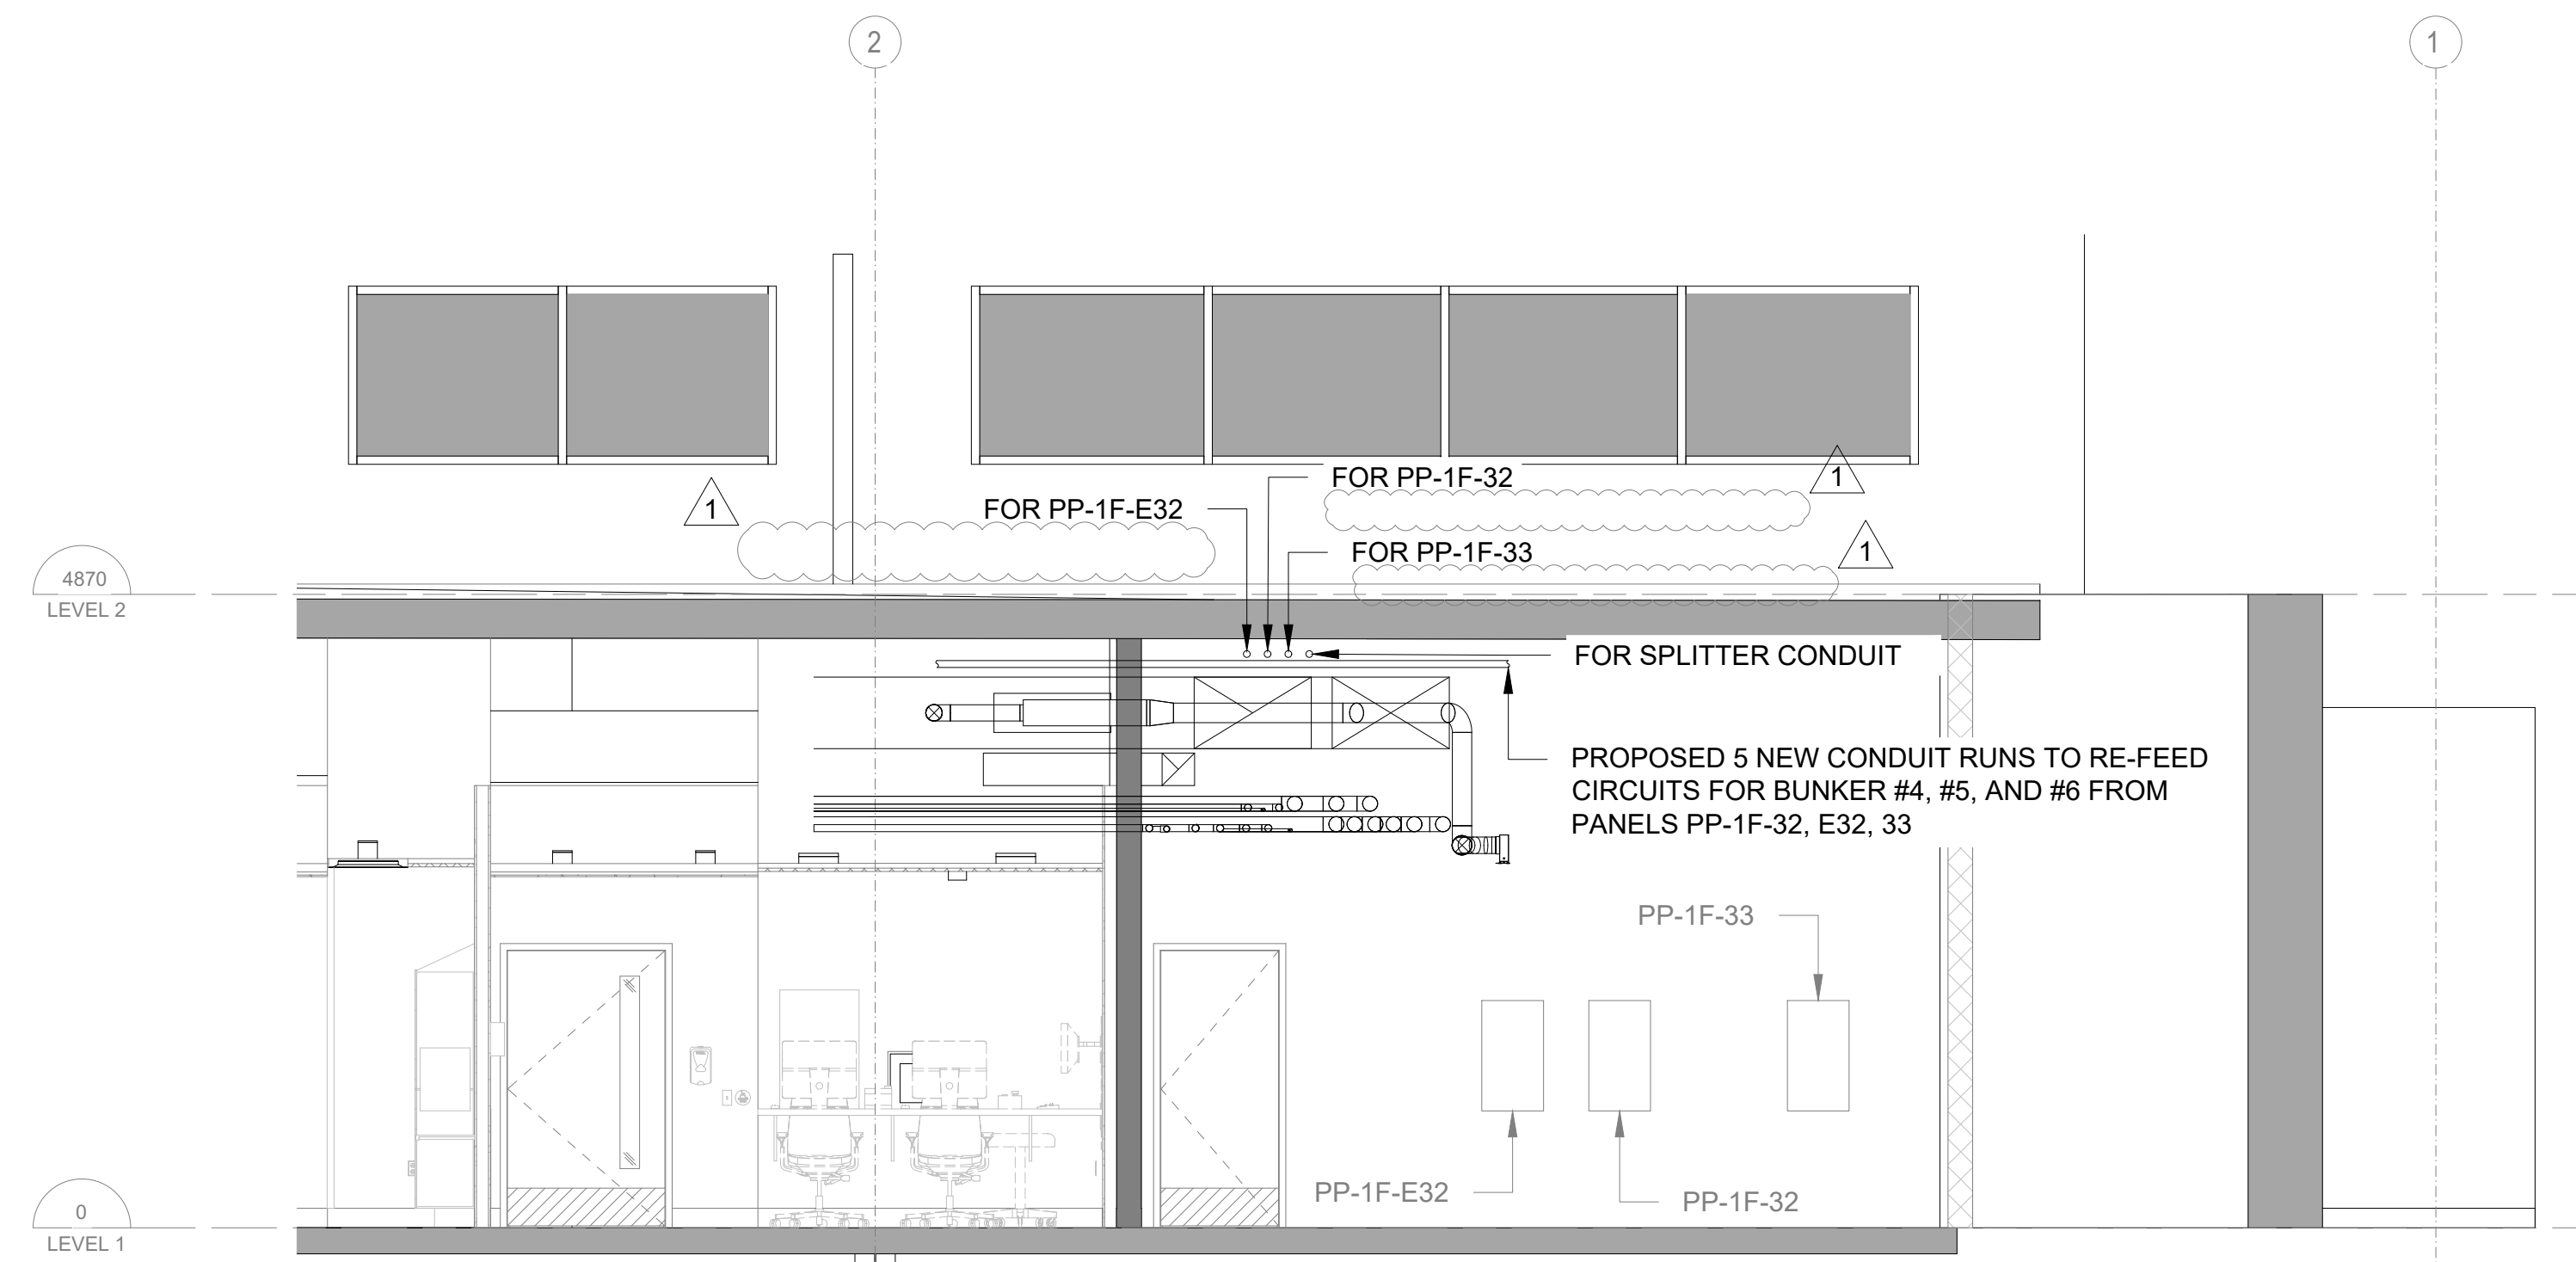 2
1
FOR PP-1F-32
1
1
FOR PP-1F-E32
FOR PP-1F-33
1
4870
LEVEL 2
FOR SPLITTER CONDUIT
PROPOSED 5 NEW CONDUIT RUNS TO RE-FEED
CIRCUITS FOR BUNKER #4, #5, AND #6 FROM
PANELS PP-1F-32, E32, 33
PP-1F-33
PP-1F-E32
PP-1F-32
0
LEVEL 1